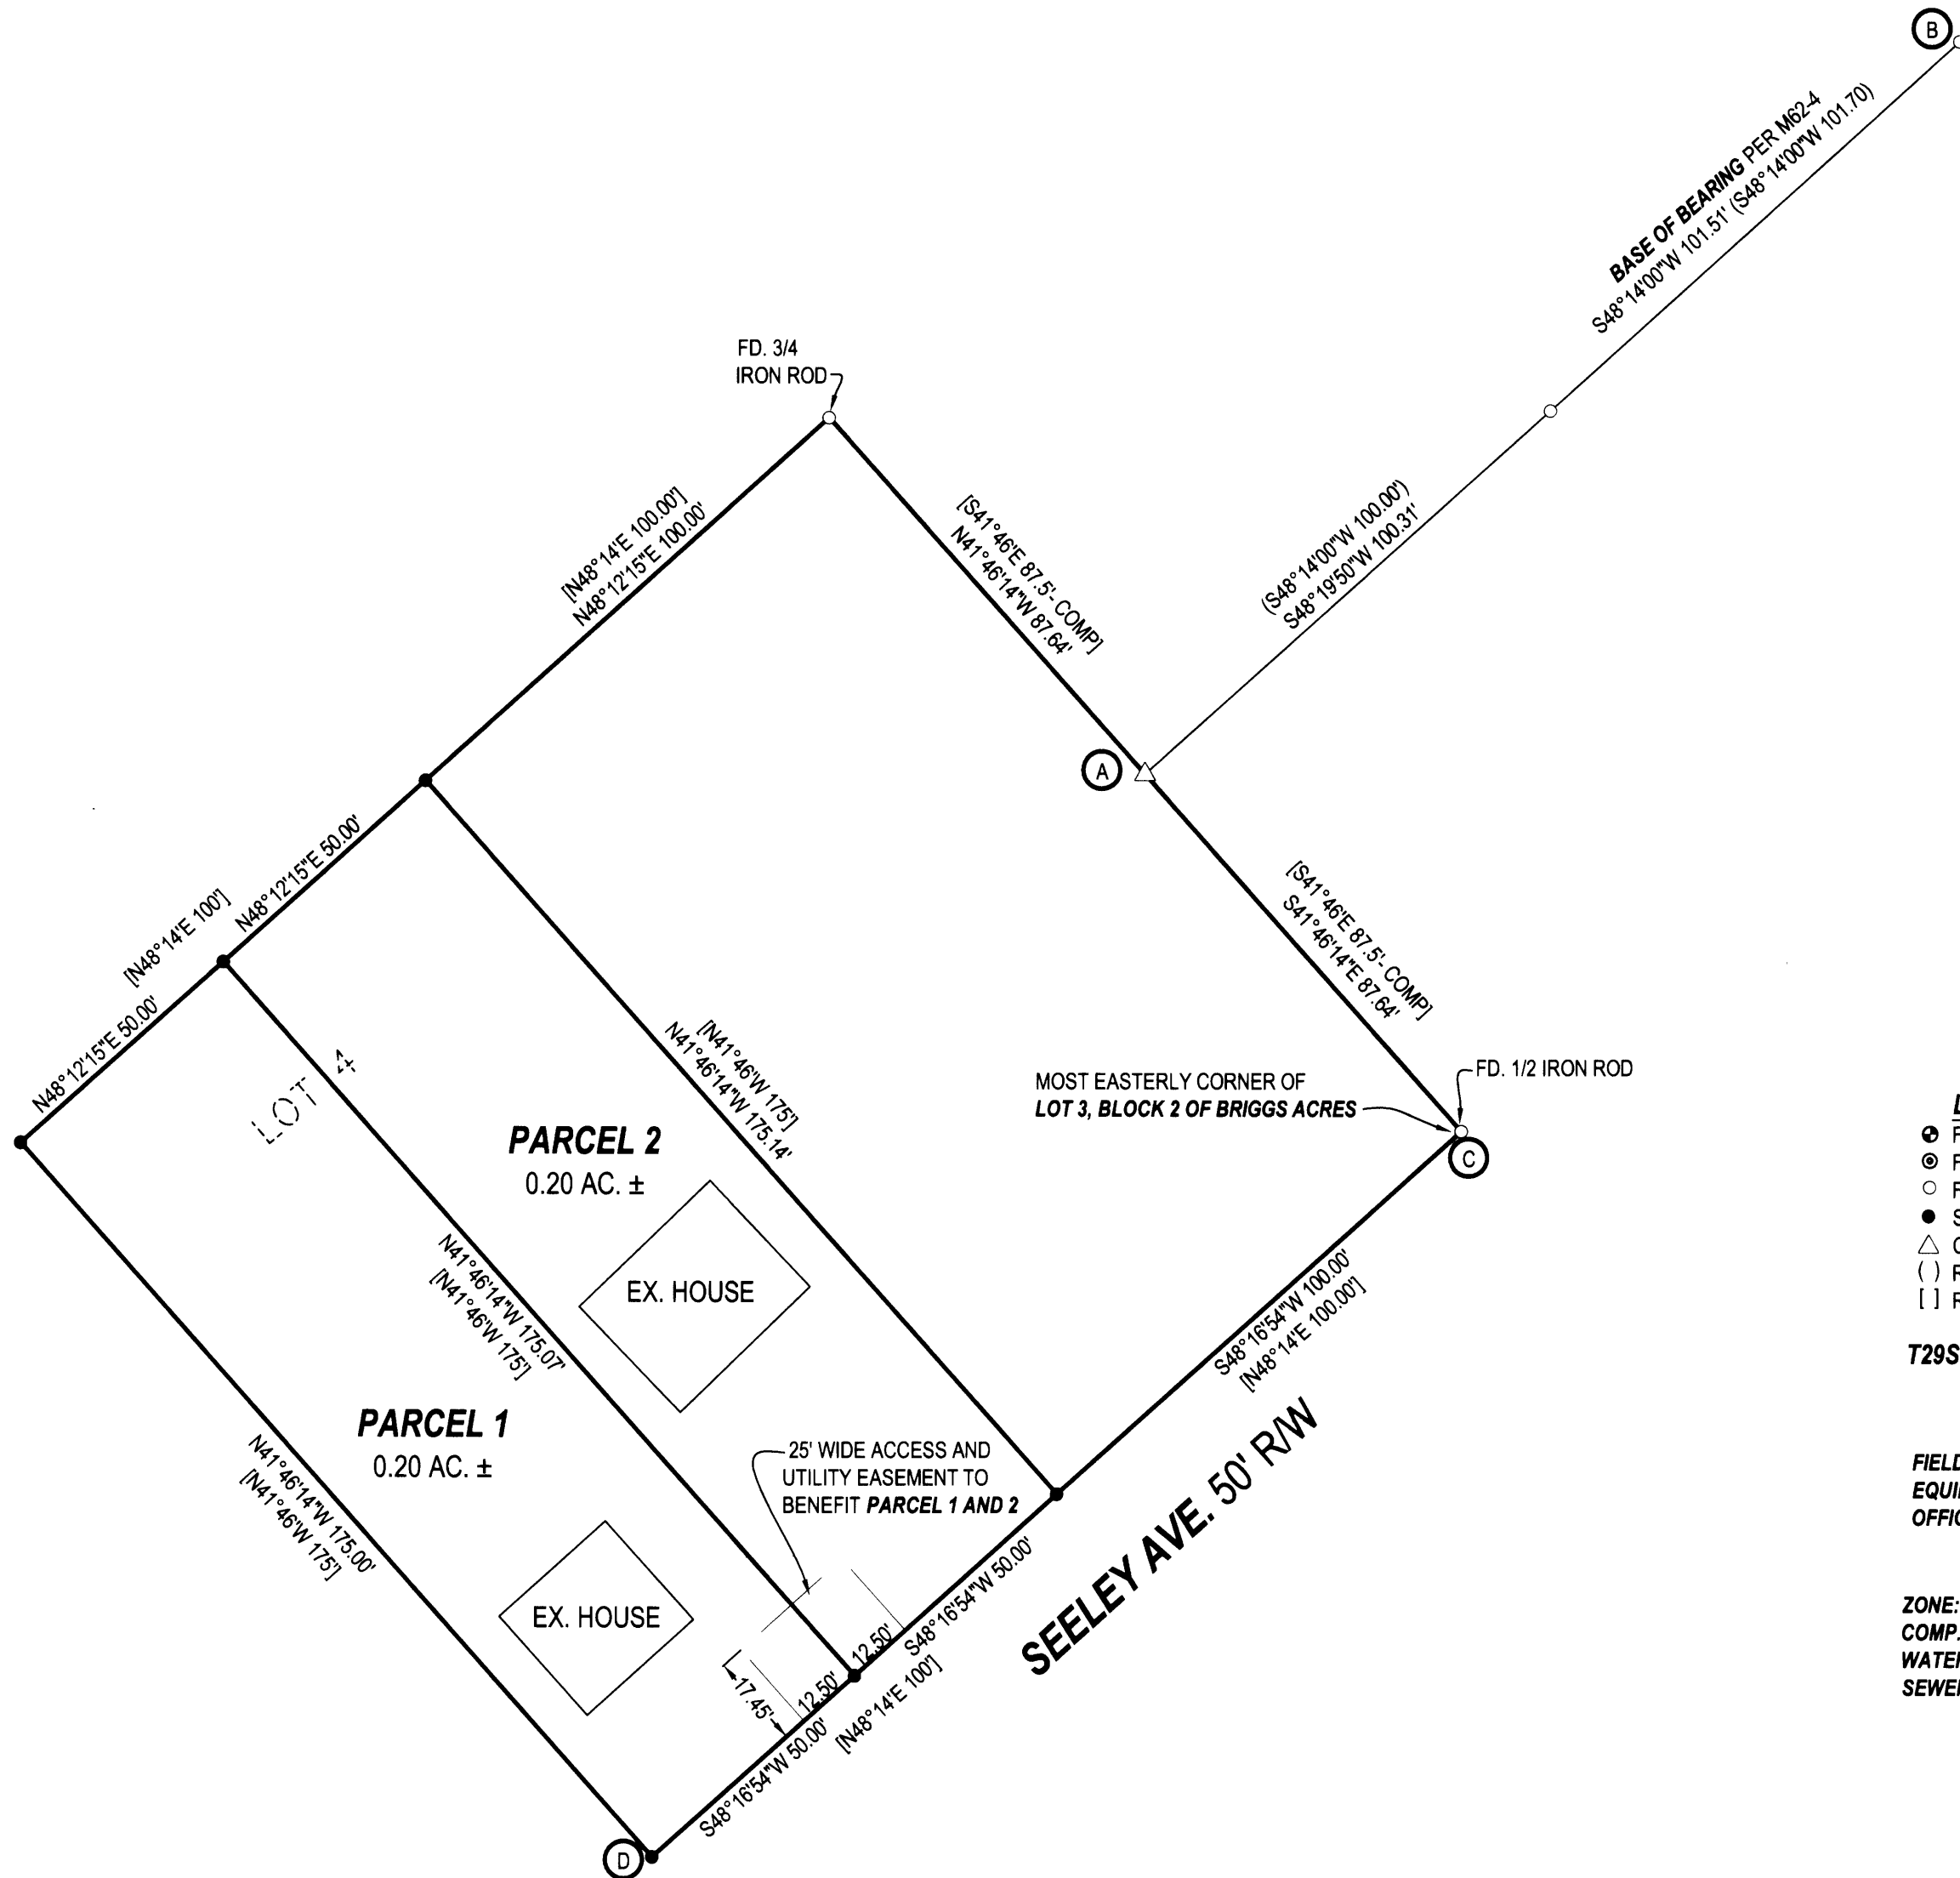 B
BASE OF BEARING PER M62-4
S48°14'00"W 101.51' (S48°14'00"W 101.70)
FD. 3/4
IRON ROD
[N48°14'E 100.00']
N48°12'15"E 100.00'
[S41°46'E 87.5'- COMP]
N41°46'14"W 87.64'
(S48°14'00"W 100.00')
S48°19'50"W 100.31'
A
N48°12'15"E 50.00'
[N48°14'E 100']
N48°12'15"E 50.00'
[S41°46'E 87.5'- COMP]
S41°46'14"E 87.64'
LOT 4
[N41°46'W 175']
N41°46'14"W 175.14'
MOST EASTERLY CORNER OF
LOT 3, BLOCK 2 OF BRIGGS ACRES
FD. 1/2 IRON ROD
C
PARCEL 2
0.20 AC. ±
EX. HOUSE
N41°46'14"W 175.07'
[N41°46'W 175']
S48°16'54"W 100.00'
[N48°14'E 100.00']
PARCEL 1
0.20 AC. ±
N41°46'14"W 175.00'
[N41°46'W 175']
25' WIDE ACCESS AND
UTILITY EASEMENT TO
BENEFIT PARCEL 1 AND 2
SEELEY AVE. 50' R/W
EX. HOUSE
12.50'
S48°16'54"W 50.00'
17.45'
12.50'
[N48°14'E 100']
S48°16'54"W 50.00'
D
( ) R
[ ] R
T29S
FIELD
EQUI
OFFI
ZONE:
COMP.
WATE
SEWE